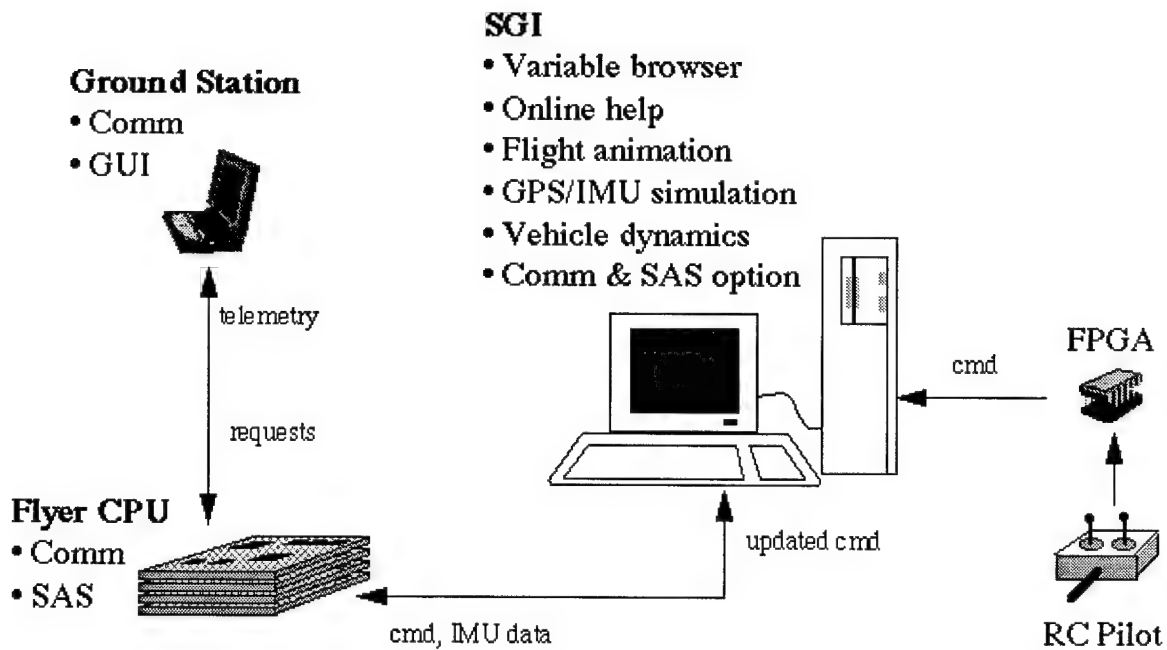 SGI
• Variable browser
• Online help
• Flight animation
• GPS/IMU simulation
• Vehicle dynamics
• Comm & SAS option
Ground Station
• Comm
• GUI
telemetry
requests
FPGA
cmd
Flyer CPU
• Comm
• SAS
updated cmd
cmd, IMU data
RC Pilot